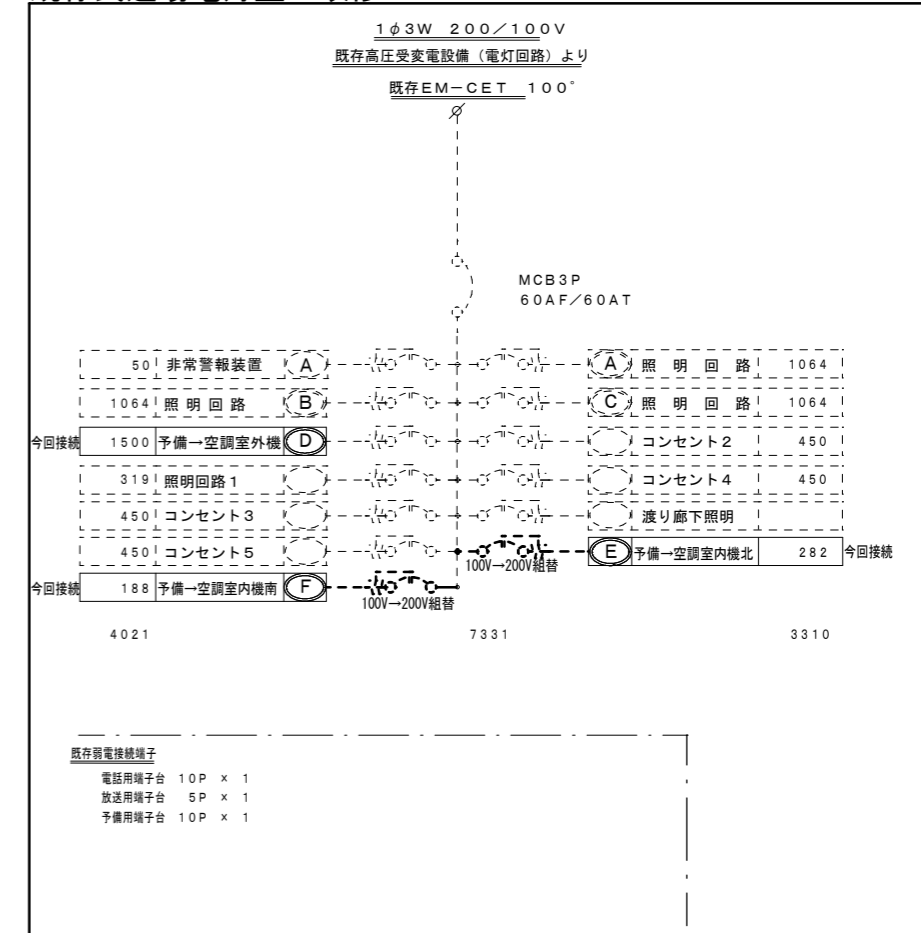 1φ3W 200/100V
既存高圧受変電設備（電灯回路）より
既存EM-CET 100°
MCB3P
60AF/60AT
50 非常警報装置 A A 照明回路 1064
1064 照明回路 B C 照明回路 1064
今回接続 1500 予備→空調室外機 D コンセント2 450
319 照明回路1 コンセント4 450
450 コンセント3 渡り廊下照明
450 コンセント5 100V→200V組替 E 予備→空調室内機北 282 今回接続
今回接続 188 予備→空調室内機南 F 100V→200V組替
4021 7331 3310
既存弱電接続端子
電話用端子台 10P × 1
放送用端子台 5P × 1
予備用端子台 10P × 1